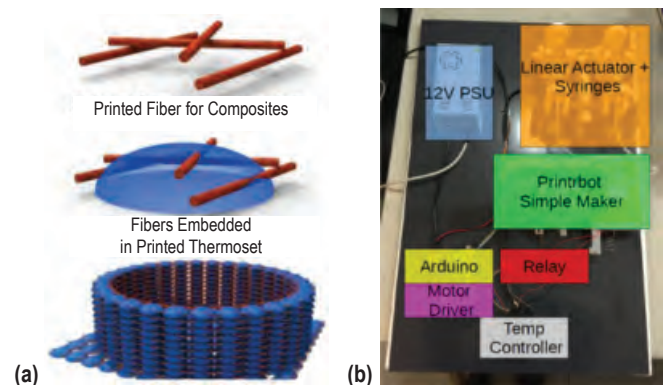 Printed Fiber for Composites
Fibers Embedded
in Printed Thermoset
(a)
12V PSU
Linear Actuator +
Syringes
Printrbot
Simple Maker
Arduino
Relay
Motor
Driver
Temp
Controller
(b)